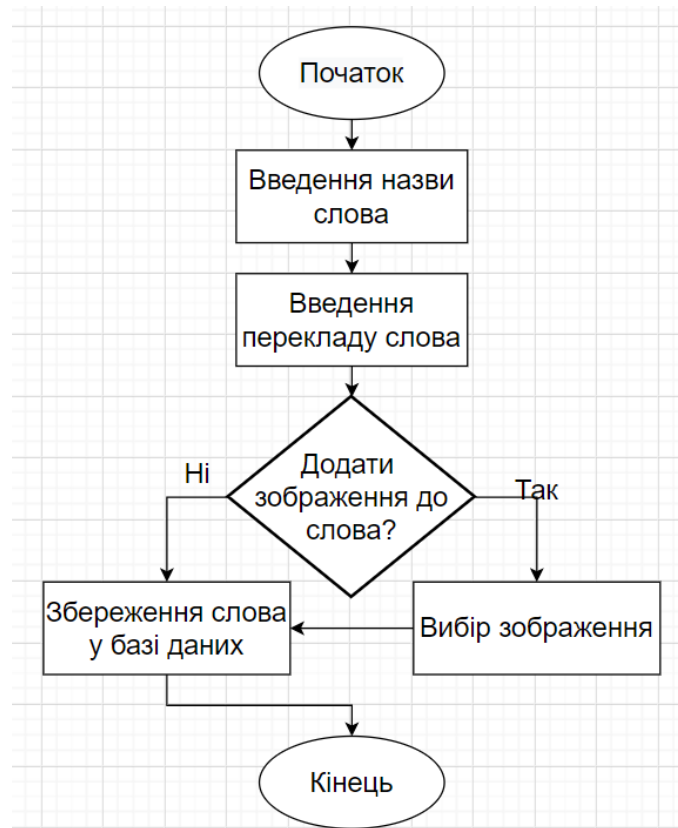 Початок
Введення назви
слова
Введення
перекладу слова
Додати
зображення до
слова?
Ні
Так
Збереження слова
у базі даних
Вибір зображення
Кінець